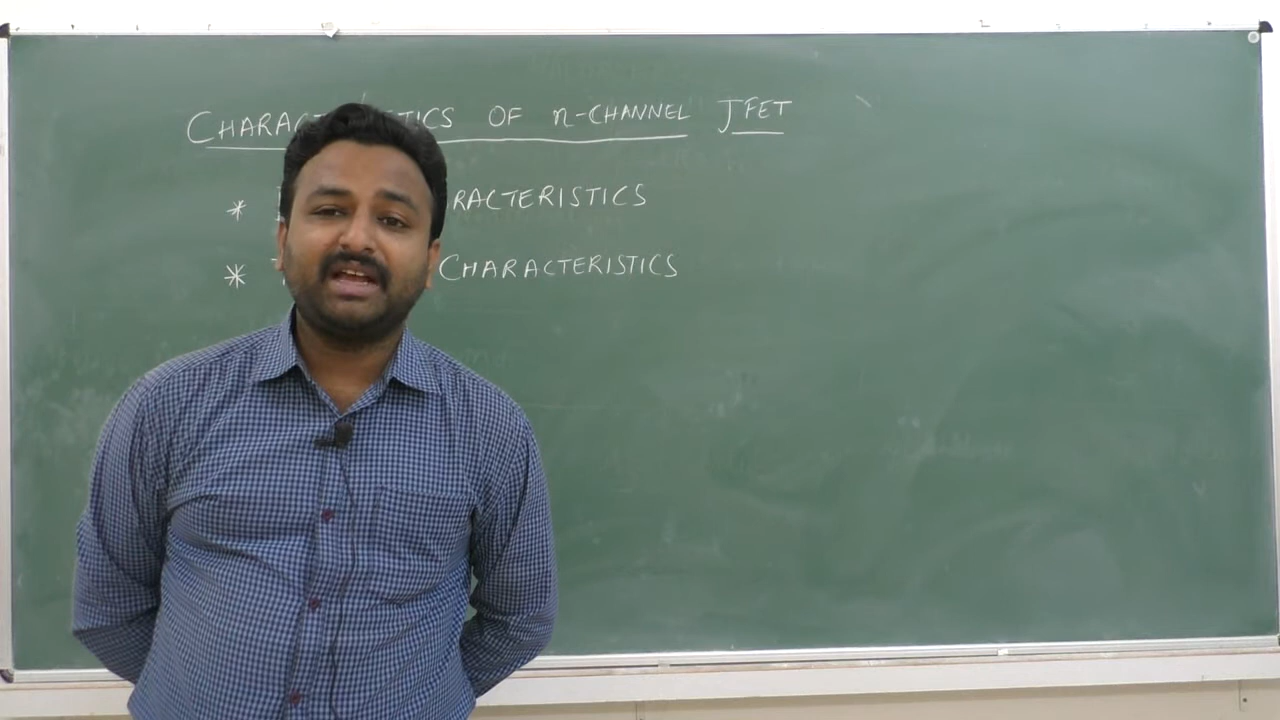 CHARAC TICS OF n-CHANNEL JFET
* RACTERISTICS
* CHARACTERISTICS